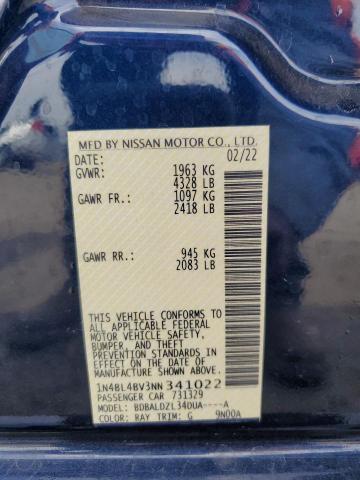 MFD BY NISSAN MOTOR CO., LTD.
DATE: 02/22
GVWR: 1963 KG
4328 LB
GAWR FR.: 1097 KG
2418 LB
GAWR RR.: 945 KG
2083 LB
THIS VEHICLE CONFORMS TO
ALL APPLICABLE FEDERAL
MOTOR VEHICLE SAFETY,
BUMPER, AND THEFT
PREVENTION STANDARDS
IN EFFECT ON THE DATE
OF MANUFACTURE SHOWN ABOVE.
1N4BL4BV3NN341022
PASSENGER CAR 731329
MODEL: BDBALDZL34DUA----A
COLOR: RAY TRIM: G 9N00A